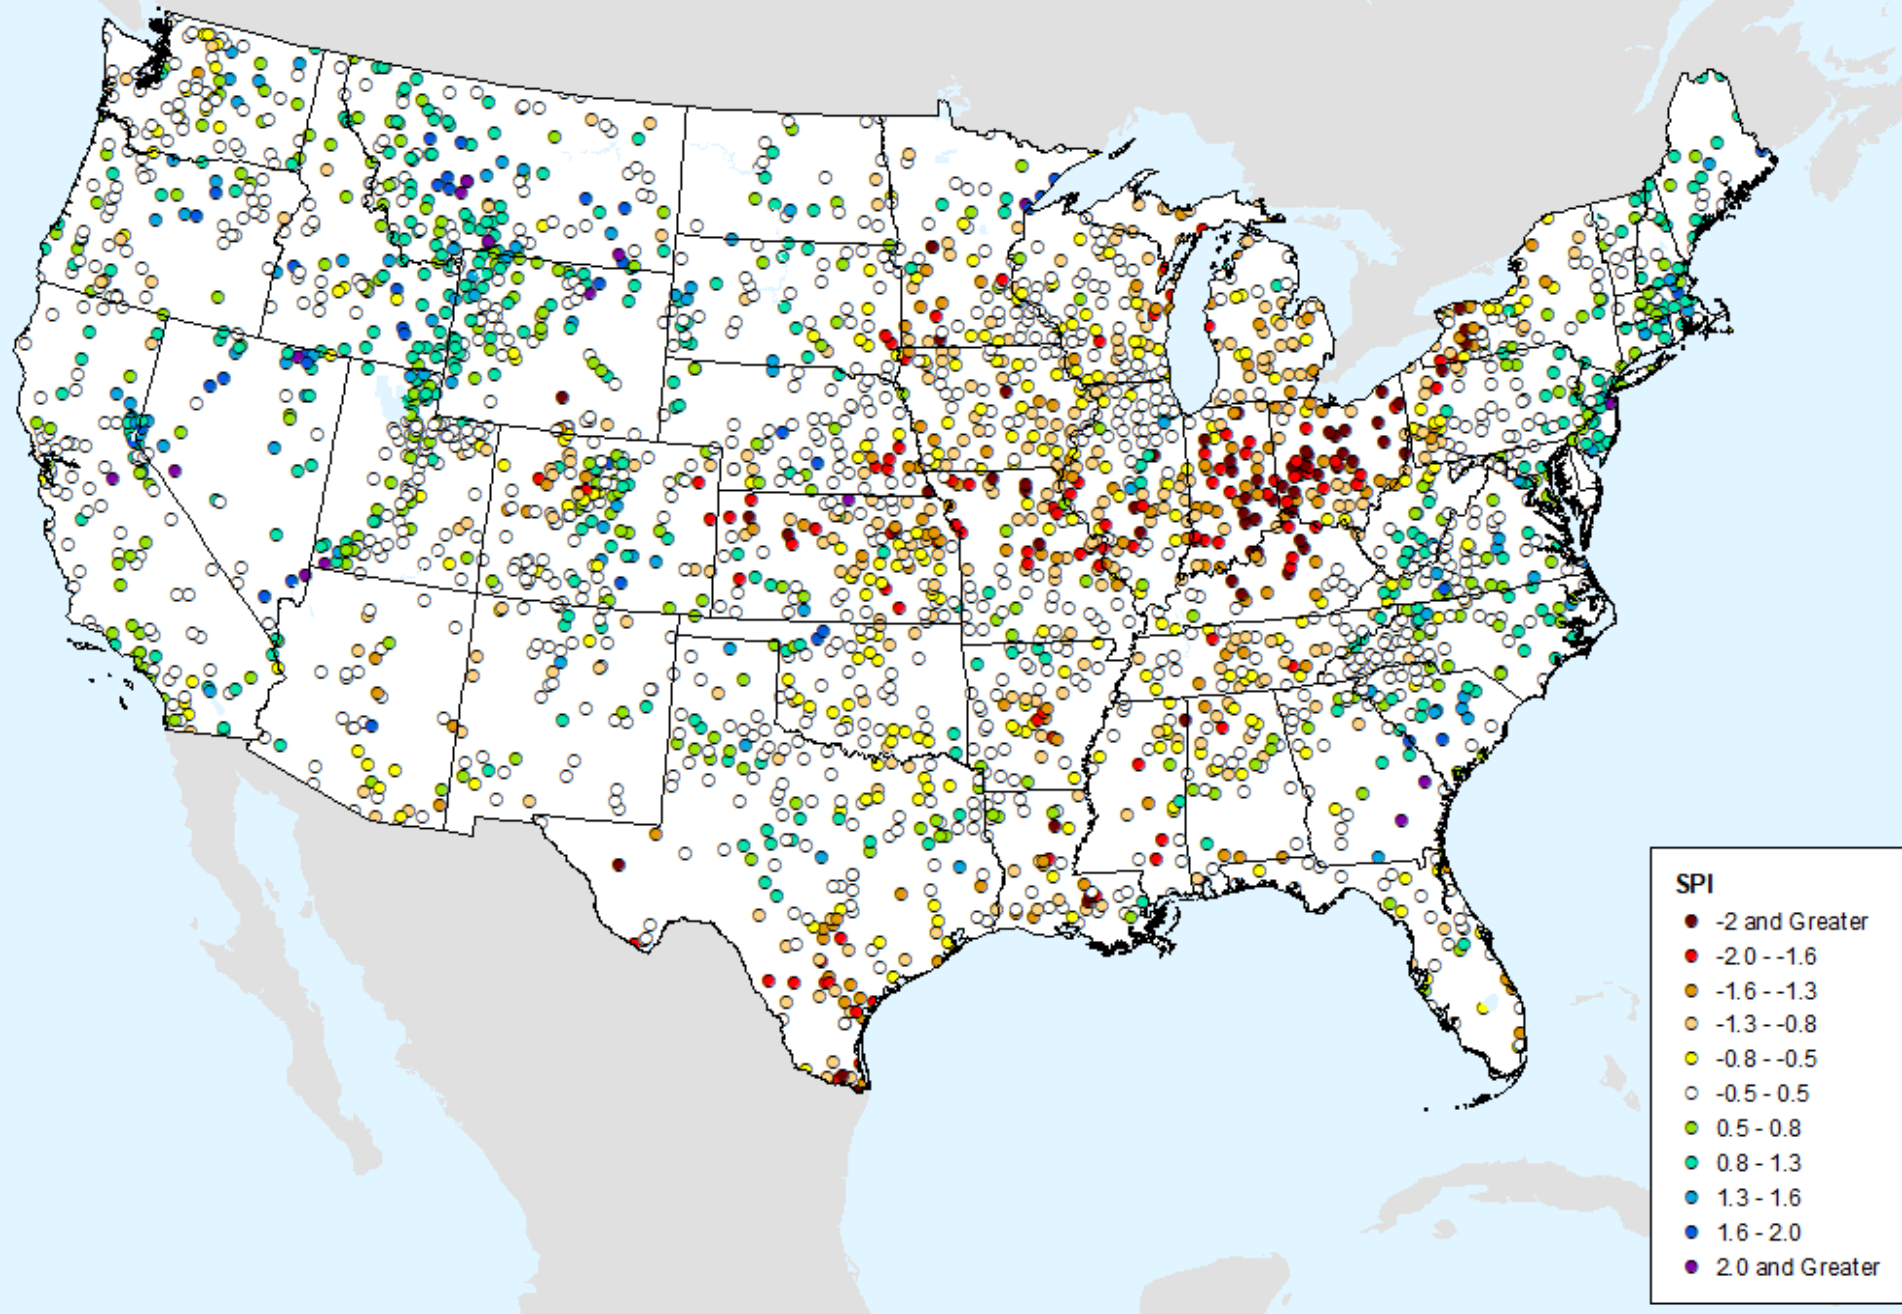 SPI
-2 and Greater
-2.0 - -1.6
-1.6 - -1.3
-1.3 - -0.8
-0.8 - -0.5
-0.5 - 0.5
0.5 - 0.8
0.8 - 1.3
1.3 - 1.6
1.6 - 2.0
2.0 and Greater